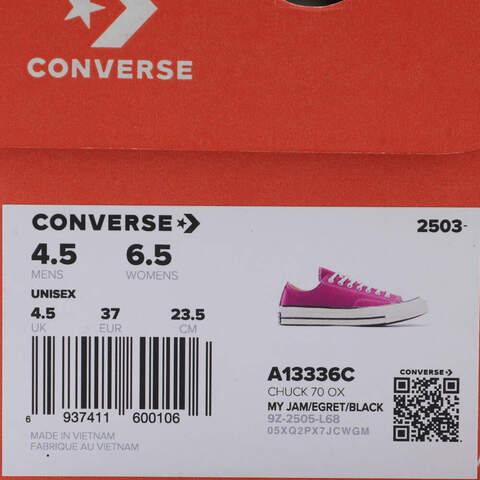 CONVERSE
CONVERSE 2503-
4.5 6.5
MENS WOMENS
UNISEX
4.5 37 23.5
UK EUR CM
6 937411 600106
MADE IN VIETNAM
FABRIQUE AU VIETNAM
A13336C
CHUCK 70 OX
MY JAM/EGRET/BLACK
9Z-2505-L68
05XQ2PX7JCWGM
CONVERSE